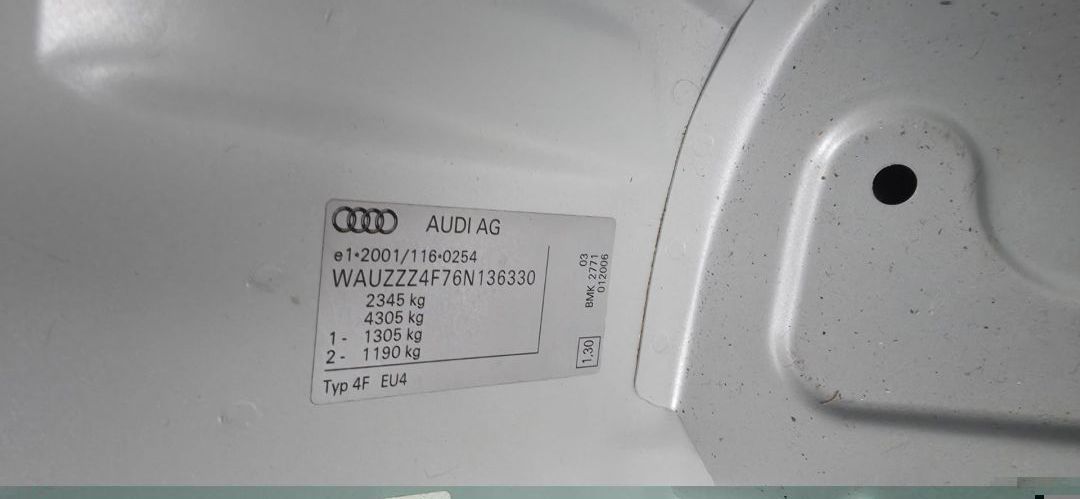 AUDI AG
e1*2001/116*0254
WAUZZZ4F76N136330
2345 kg
4305 kg
1 - 1305 kg
2 - 1190 kg
Typ 4F EU4
03
BMK 2771
012006
1,30